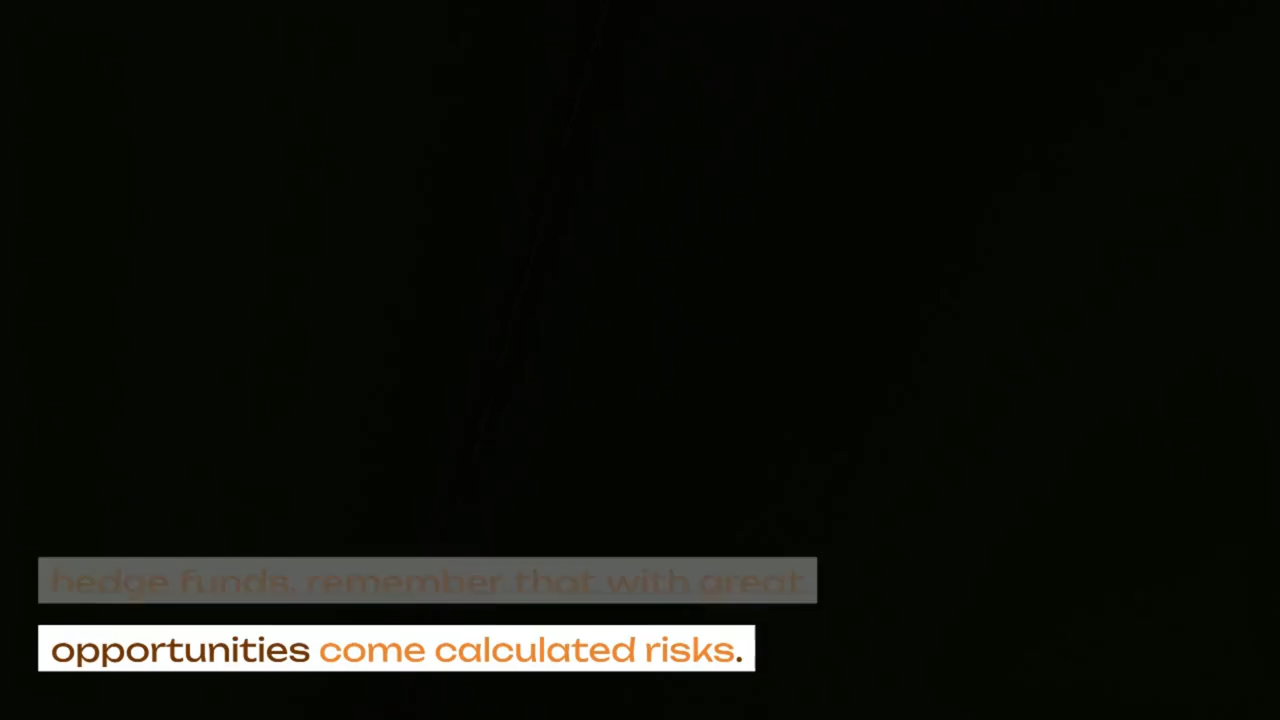 hedge funds, remember that with great
opportunities come calculated risks.